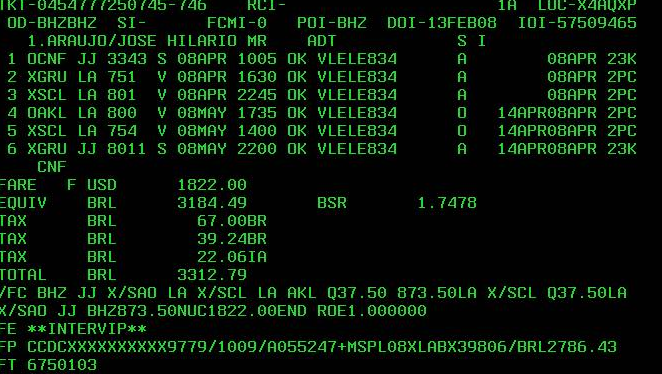 TKT-0454777250745-746 RCI- 1A LOC-X4AQXP
OD-BHZBHZ SI- FCMI-0 POI-BHZ DOI-13FEB08 IOI-57509465
1.ARAUJO/JOSE HILARIO MR ADT S I
1 OCNF JJ 3343 S 08APR 1005 OK VLELE834 A 08APR 23K
2 XGRU LA 751 V 08APR 1630 OK VLELE834 A 08APR 2PC
3 XSCL LA 801 V 08APR 2245 OK VLELE834 A 08APR 2PC
4 OAKL LA 800 V 08MAY 1735 OK VLELE834 O 14APR08APR 2PC
5 XSCL LA 754 V 08MAY 1400 OK VLELE834 O 14APR08APR 2PC
6 XGRU JJ 8011 S 08MAY 2200 OK VLELE834 A 14APR08APR 23K
CNF
FARE F USD 1822.00
EQUIV BRL 3184.49 BSR 1.7478
TAX BRL 67.00BR
TAX BRL 39.24BR
TAX BRL 22.06IA
TOTAL BRL 3312.79
/FC BHZ JJ X/SAO LA X/SCL LA AKL Q37.50 873.50LA X/SCL Q37.50LA
X/SAO JJ BHZ873.50NUC1822.00END ROE1.000000
FE **INTERVIP**
FP CCDCXXXXXXXXXX9779/1009/A055247+MSPL08XLABX39806/BRL2786.43
FT 6750103